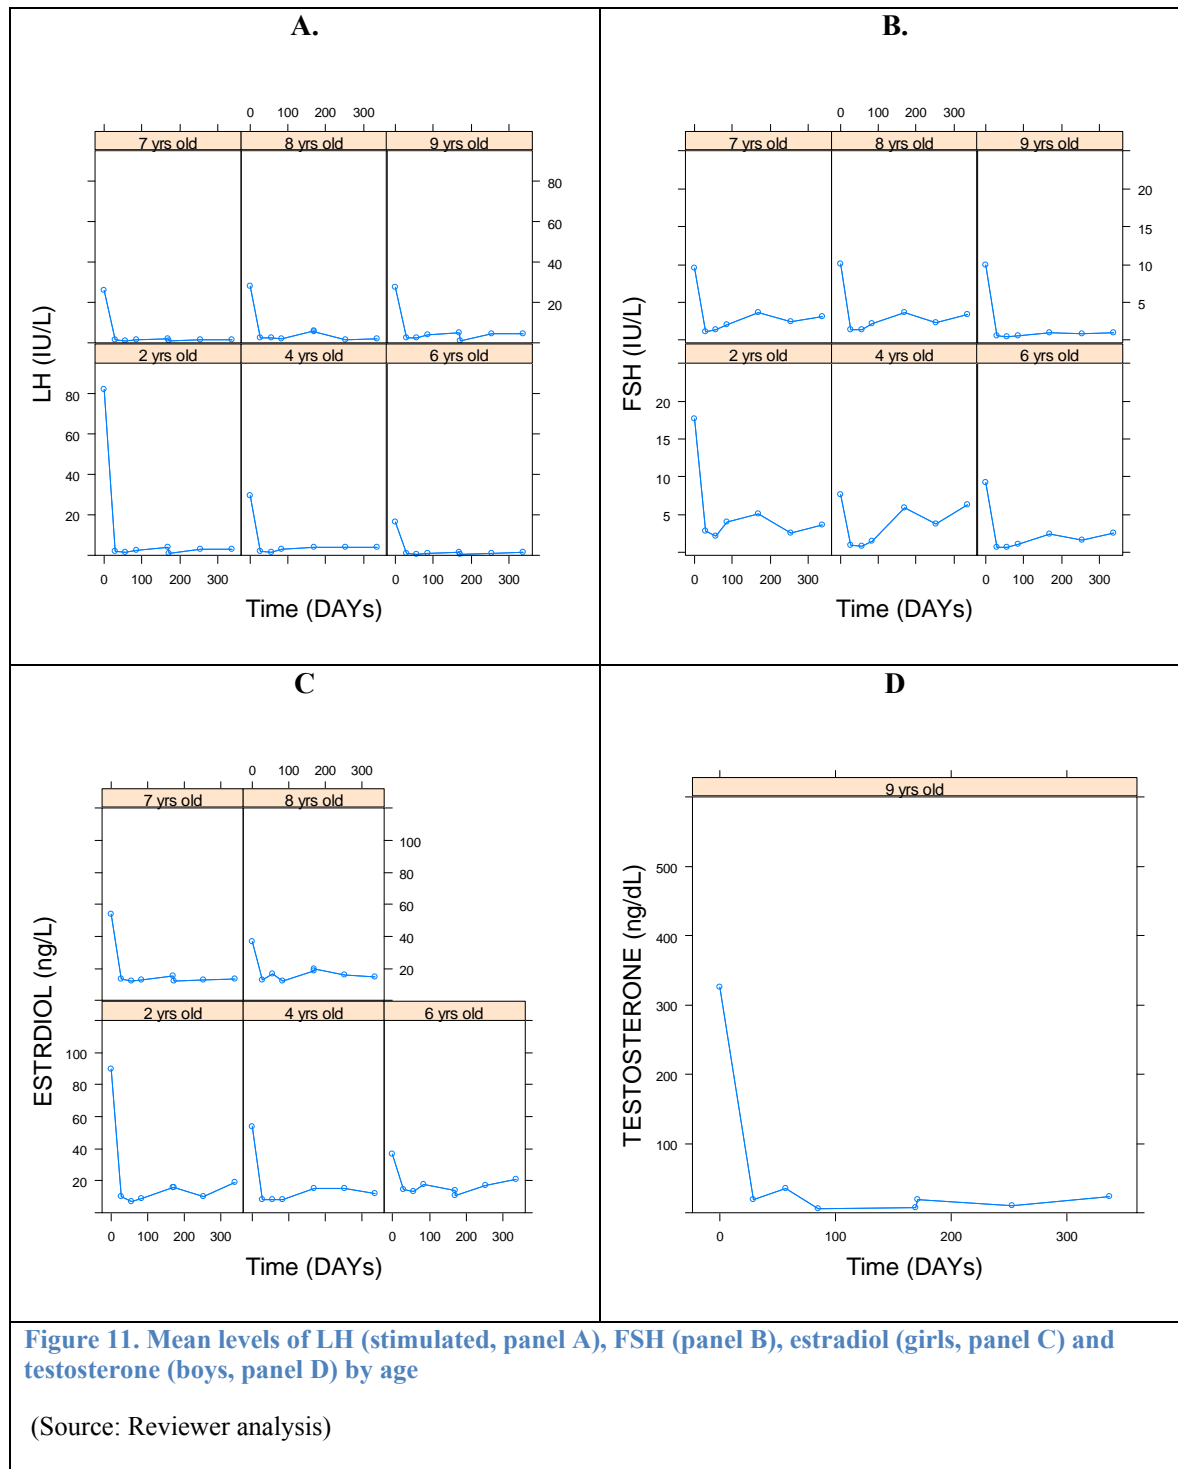 A.
0 100 200 300
7 yrs old 8 yrs old 9 yrs old
80
60
40
20
2 yrs old 4 yrs old 6 yrs old
80
60
40
20
LH (IU/L)
0 100 200 300 0 100 200 300
Time (DAYs)
B.
0 100 200 300
7 yrs old 8 yrs old 9 yrs old
20
15
10
5
2 yrs old 4 yrs old 6 yrs old
20
15
10
5
FSH (IU/L)
0 100 200 300 0 100 200 300
Time (DAYs)
C
0 100 200 300
7 yrs old 8 yrs old
100
80
60
40
20
2 yrs old 4 yrs old 6 yrs old
100
80
60
40
20
ESTRDIOL (ng/L)
0 100 200 300 0 100 200 300
Time (DAYs)
D
9 yrs old
500
400
300
200
100
TESTOSTERONE (ng/dL)
0 100 200 300
Time (DAYs)
Figure 11. Mean levels of LH (stimulated, panel A), FSH (panel B), estradiol (girls, panel C) and
testosterone (boys, panel D) by age
(Source: Reviewer analysis)